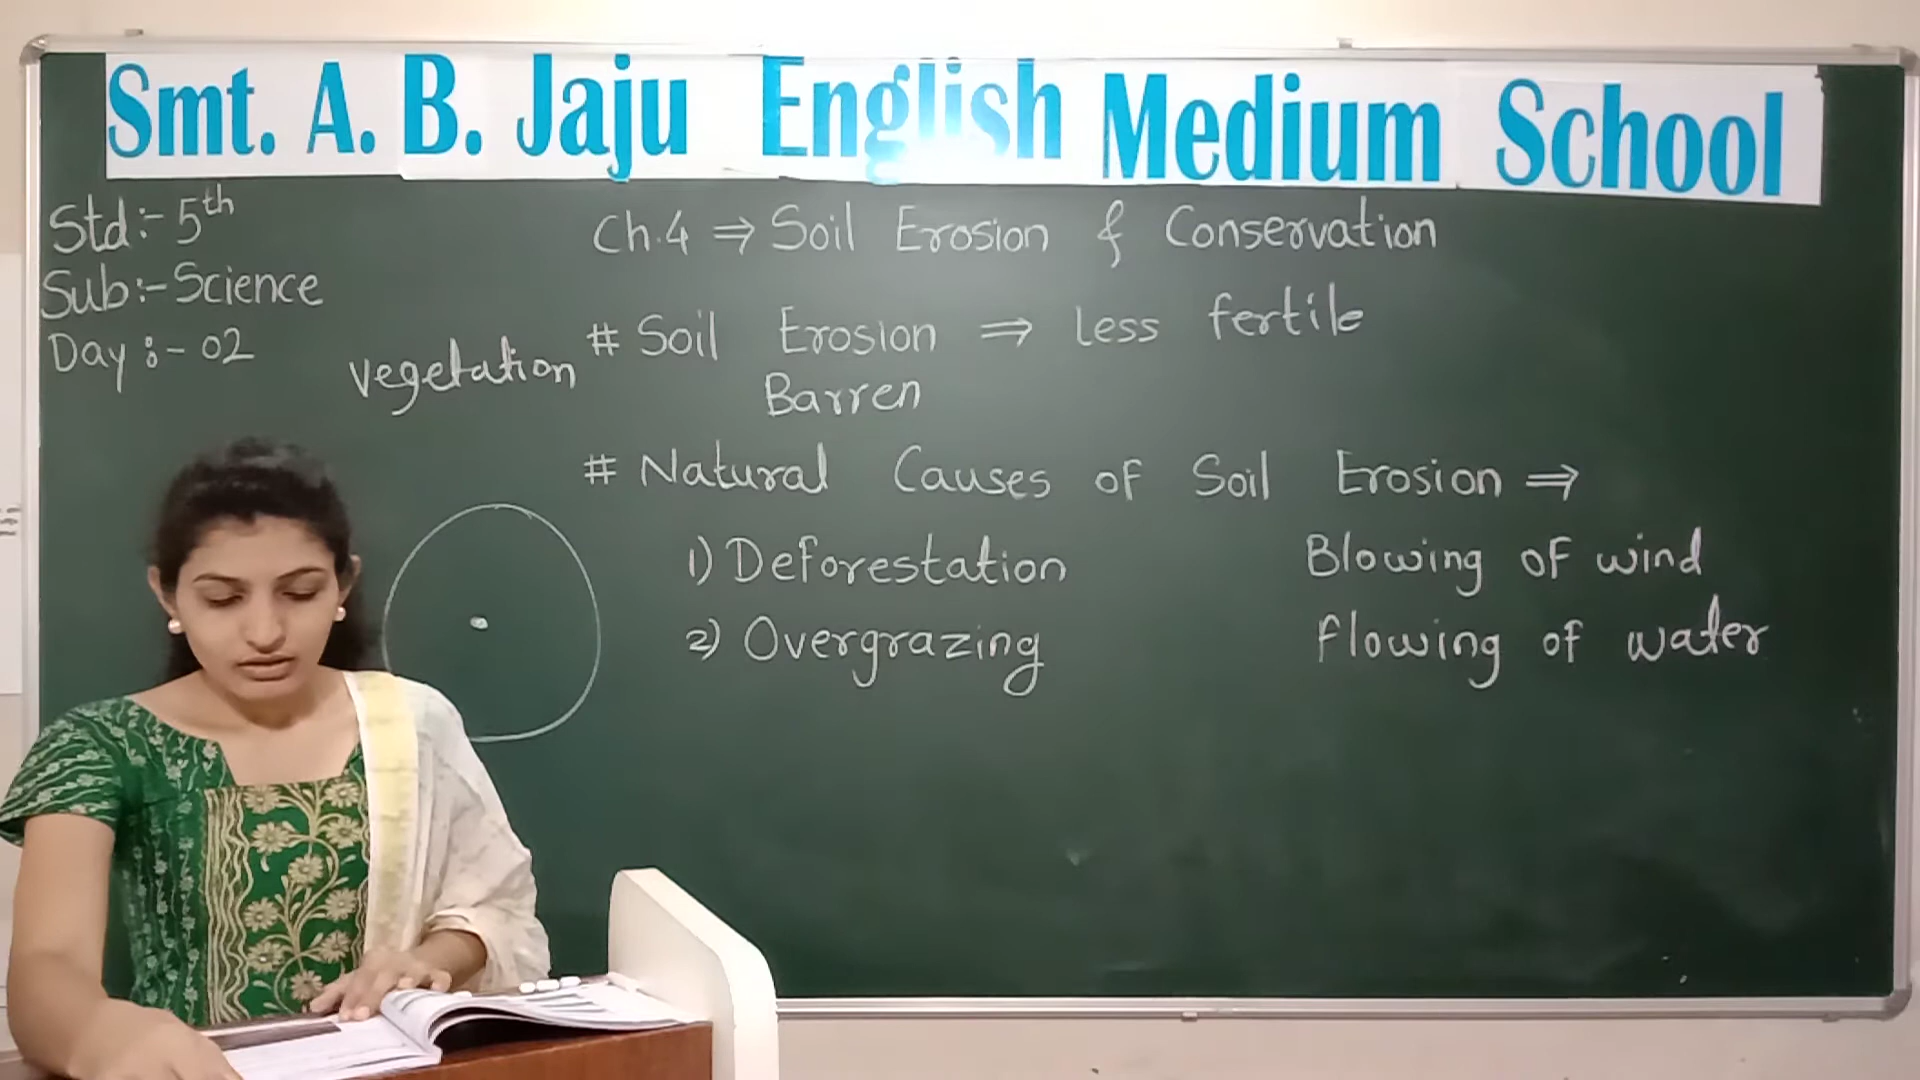 Smt. A. B. Jaju English Medium School
Std:- 5th
Sub:- Science
Day:- 02
Ch.4 ⇒ Soil Erosion & Conservation
# Soil Erosion ⇒ less fertile
vegetation
Barren
# Natural Causes of Soil Erosion ⇒
1) Deforestation
Blowing of wind
2) Overgrazing
flowing of water